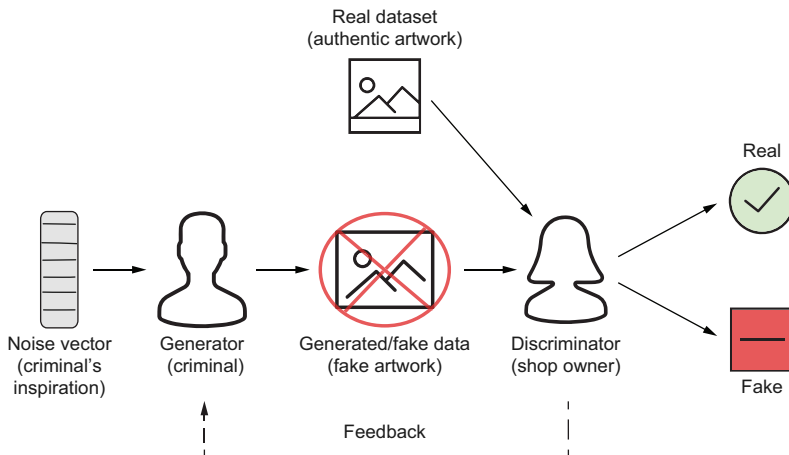 Real dataset
(authentic artwork)
Real
Noise vector
(criminal's
inspiration)
Generator
(criminal)
Generated/fake data
(fake artwork)
Discriminator
(shop owner)
Fake
Feedback